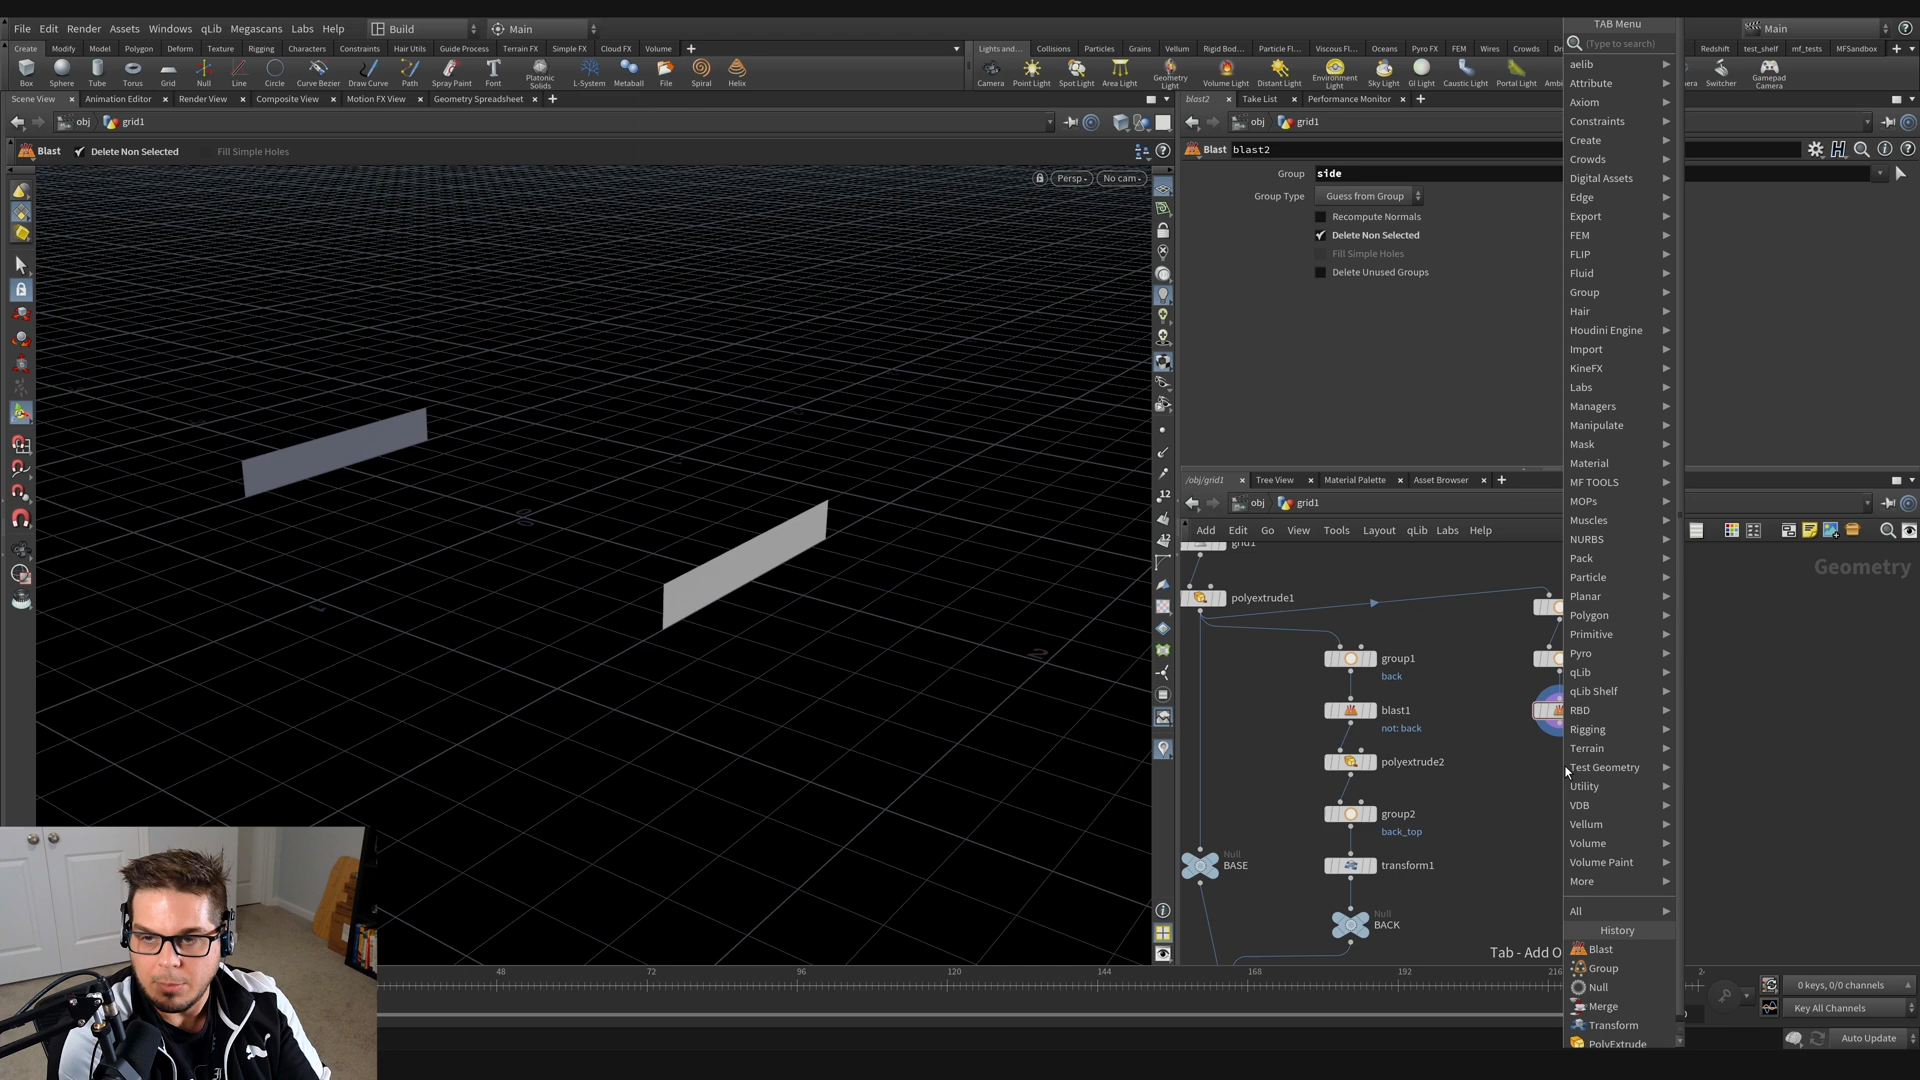 TAB Menu
File Edit Render Assets Windows qLib Megascans Labs Help Build Main Main
(Type to search)
Create Modify Model Polygon Deform Texture Rigging Characters Constraints Hair Utils Guide Process Terrain FX Simple FX Cloud FX Volume
Lights and... Collisions Particles Grains Vellum Rigid Bod... Particle Fl... Viscous Fl... Oceans Pyro FX FEM Wires Crowds Redshift test_shelf mf_tests MFSandbox
Box Sphere Tube Torus Grid Null Line Circle Curve Bezier Draw Curve Path Spray Paint Font Platonic Solids L-System Metaball File Spiral Helix
Camera Point Light Spot Light Area Light Geometry Light Volume Light Distant Light Environment Light Sky Light GI Light Caustic Light Portal Light Switcher Gamepad Camera
Scene View Animation Editor Render View Composite View Motion FX View Geometry Spreadsheet
blast2 Take List Performance Monitor
obj grid1
obj grid1
Blast Delete Non Selected Fill Simple Holes
Blast blast2
Persp No cam
Group side
Group Type Guess from Group
Recompute Normals
Delete Non Selected
Fill Simple Holes
Delete Unused Groups
aelib
Attribute
Axiom
Constraints
Create
Crowds
Digital Assets
Edge
Export
FEM
FLIP
Fluid
Group
Hair
Houdini Engine
Import
KineFX
Labs
Managers
Manipulate
Mask
Material
MF TOOLS
MOPs
Muscles
NURBS
Pack
Particle
Planar
Polygon
Primitive
Pyro
qLib
qLib Shelf
RBD
Rigging
Terrain
Test Geometry
Utility
VDB
Vellum
Volume
Volume Paint
More
All
History
Blast
Group
Null
Merge
Transform
PolyExtrude
/obj/grid1 Tree View Material Palette Asset Browser
obj grid1
Add Edit Go View Tools Layout qLib Labs Help
Geometry
grid1
polyextrude1
group1
back
blast1
not: back
polyextrude2
group2
back_top
transform1
Null
BASE
Null
BACK
Tab - Add O
48 72 96 120 144 168 192 216
0 keys, 0/0 channels
Key All Channels
Auto Update